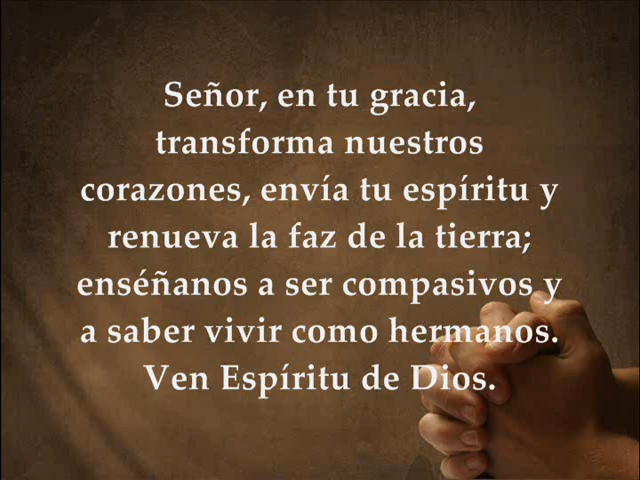 Señor, en tu gracia,
transforma nuestros
corazones, envía tu espíritu y
renueva la faz de la tierra;
enséñanos a ser compasivos y
a saber vivir como hermanos.
Ven Espíritu de Dios.